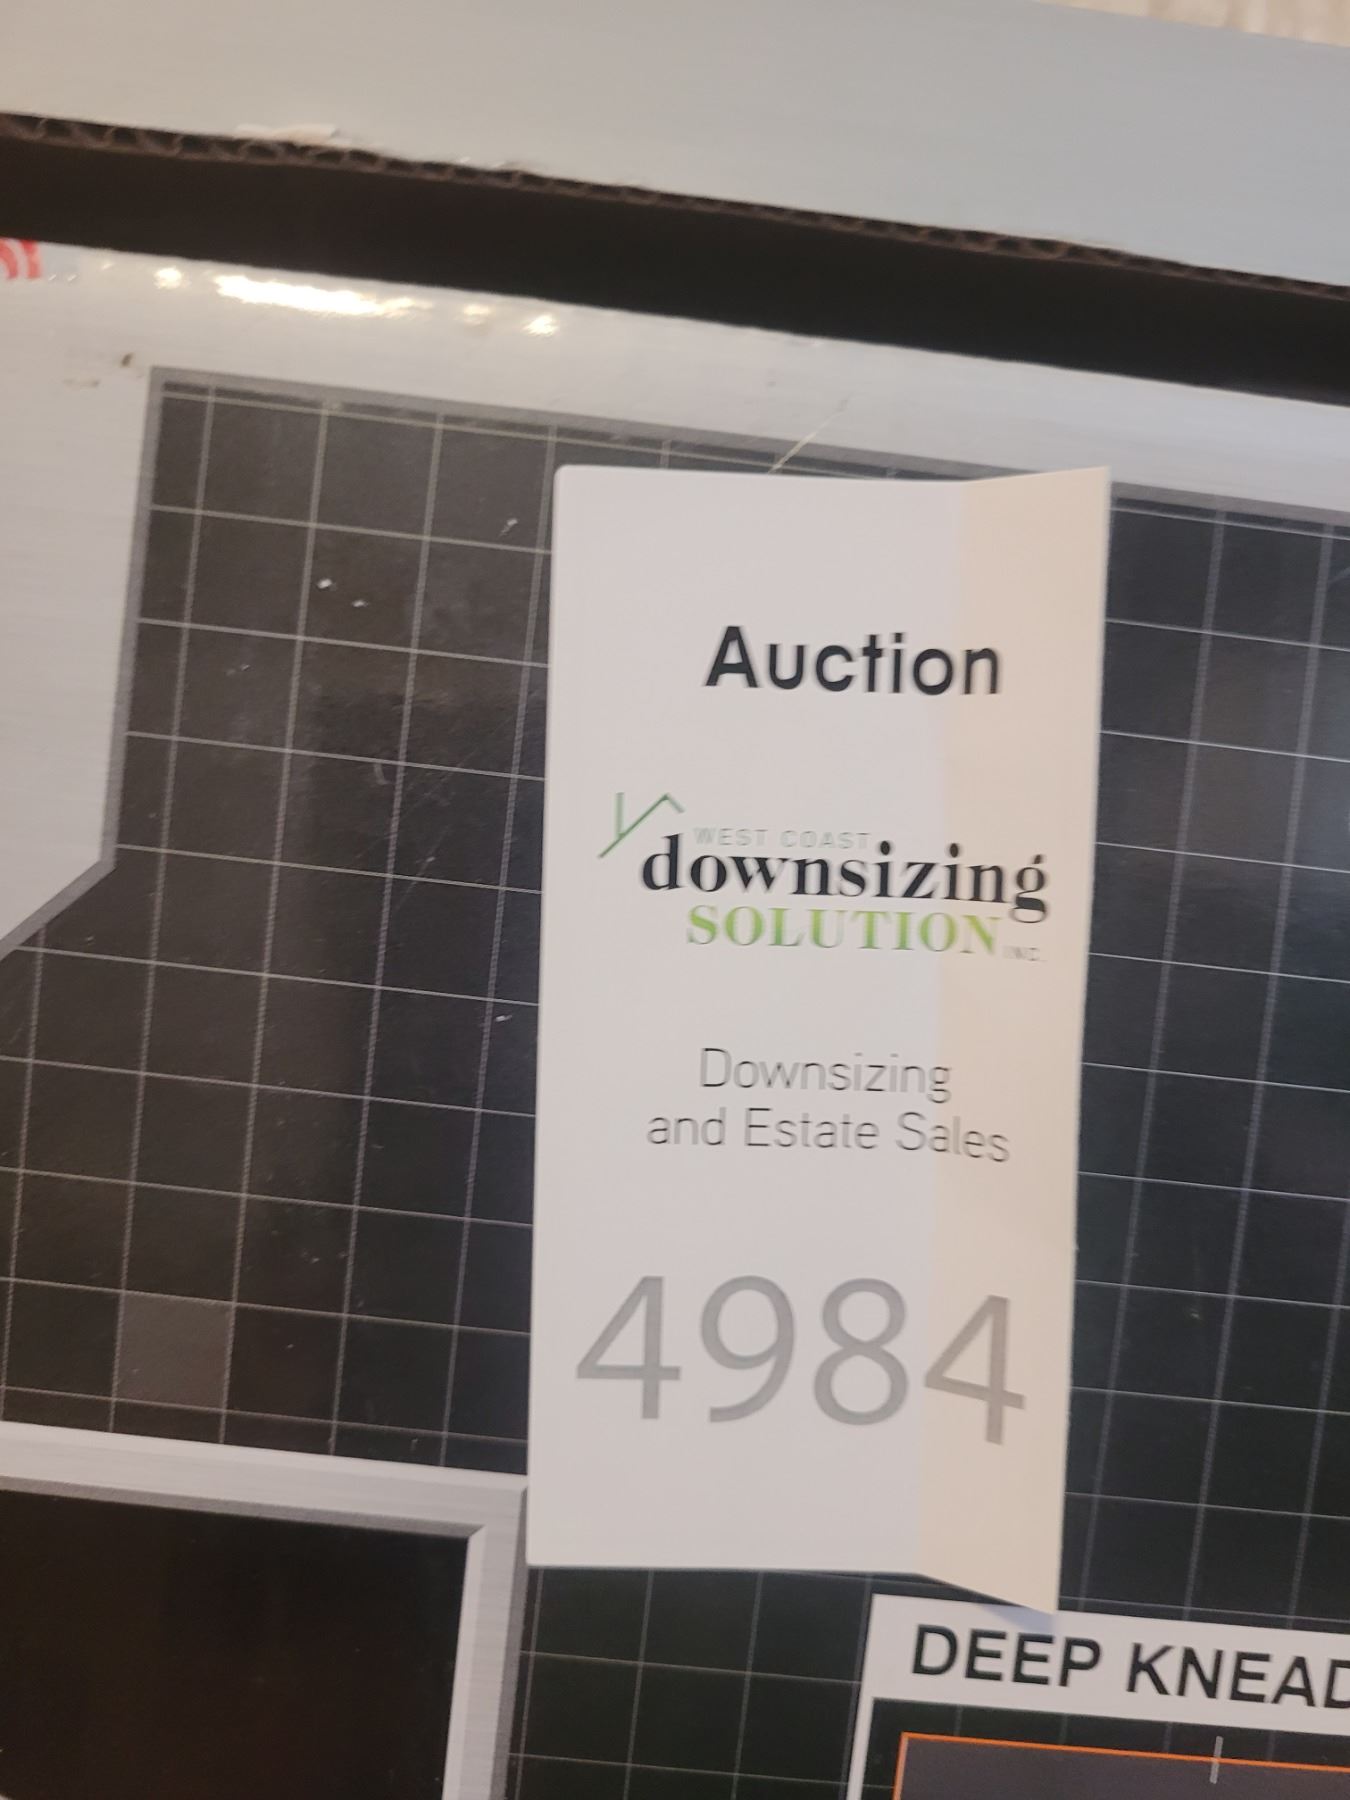 Auction
WEST COAST
downsizing
SOLUTION INC.
Downsizing
and Estate Sales
4984
DEEP KNEAD